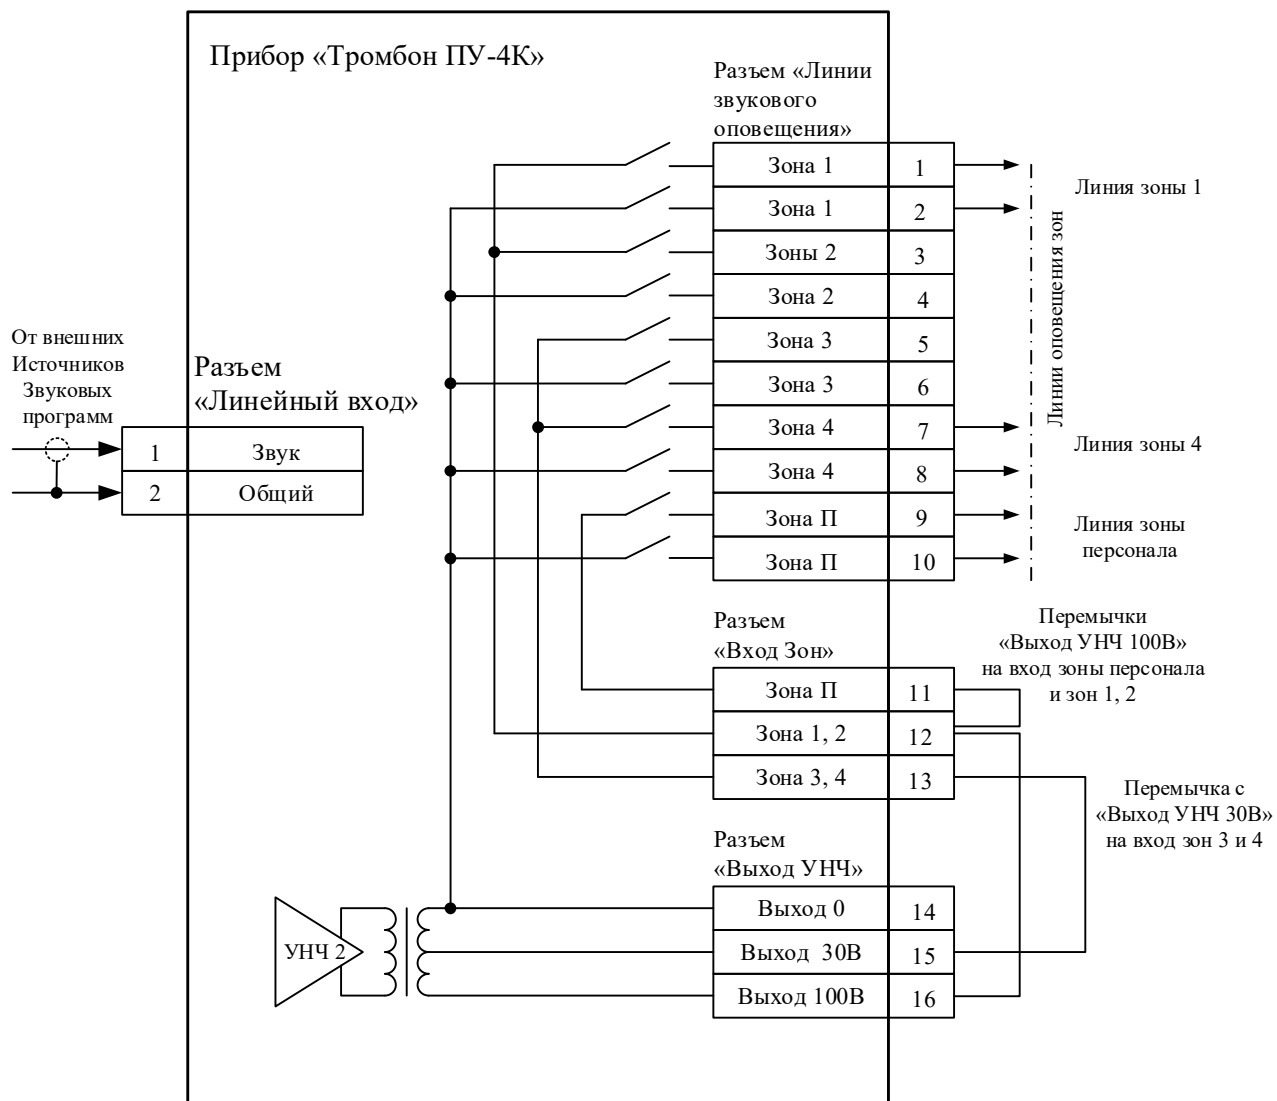 Прибор «Тромбон ПУ-4К»
Разъем «Линии
звукового
оповещения»
Зона 1
1
Зона 1
2
Зоны 2
3
Зона 2
4
Зона 3
5
Зона 3
6
Зона 4
7
Зона 4
8
Зона П
9
Зона П
10
Линия зоны 1
Линии оповещения зон
Линия зоны 4
Линия зоны
персонала
От внешних
Источников
Звуковых
программ
Разъем
«Линейный вход»
1
Звук
2
Общий
Разъем
«Вход Зон»
Зона П
11
Зона 1, 2
12
Зона 3, 4
13
Перемычки
«Выход УНЧ 100В»
на вход зоны персонала
и зон 1, 2
Перемычка с
«Выход УНЧ 30В»
на вход зон 3 и 4
Разъем
«Выход УНЧ»
Выход 0
14
Выход 30В
15
Выход 100В
16
УНЧ 2